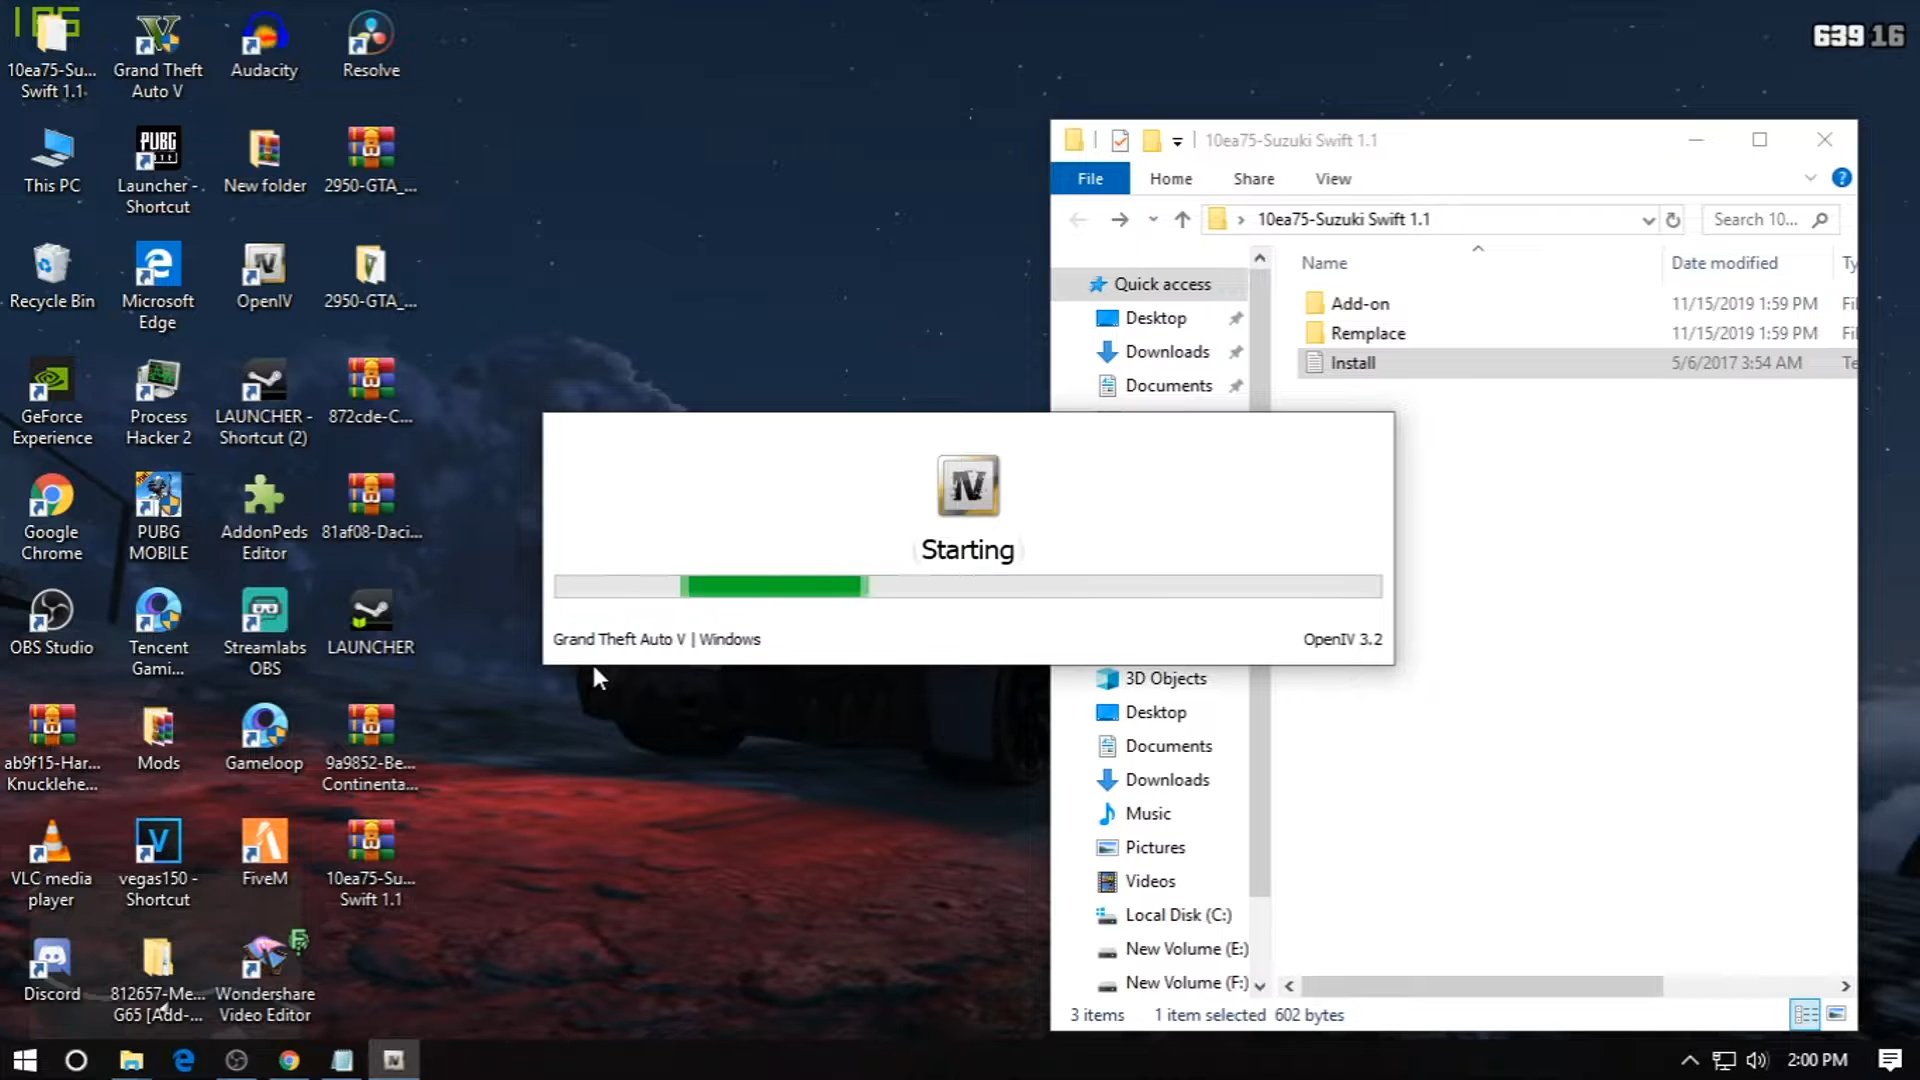 10ea75-Su...
Swift 1.1
Grand Theft
Auto V
Audacity
Resolve
This PC
PUBG
Launcher -
Shortcut
New folder
2950-GTA_...
Recycle Bin
Microsoft
Edge
OpenIV
2950-GTA_...
GeForce
Experience
Process
Hacker 2
LAUNCHER -
Shortcut (2)
872cde-C...
Google
Chrome
PUBG
MOBILE
AddonPeds
Editor
81af08-Daci...
OBS Studio
Tencent
Gami...
Streamlabs
OBS
LAUNCHER
ab9f15-Har...
Knucklehe...
Mods
Gameloop
9a9852-Be...
Continenta...
VLC media
player
vegas150 -
Shortcut
FiveM
10ea75-Su...
Swift 1.1
Discord
812657-Me...
G65 [Add-...
Wondershare
Video Editor
639 16
10ea75-Suzuki Swift 1.1
File
Home
Share
View
10ea75-Suzuki Swift 1.1
Search 10...
Name
Date modified
Ty
Quick access
Desktop
Downloads
Documents
Add-on 11/15/2019 1:59 PM Fil
Remplace 11/15/2019 1:59 PM Fil
Install 5/6/2017 3:54 AM Te
IV
Starting
Grand Theft Auto V | Windows
OpenIV 3.2
3D Objects
Desktop
Documents
Downloads
Music
Pictures
Videos
Local Disk (C:)
New Volume (E:)
New Volume (F:)
3 items 1 item selected 602 bytes
2:00 PM